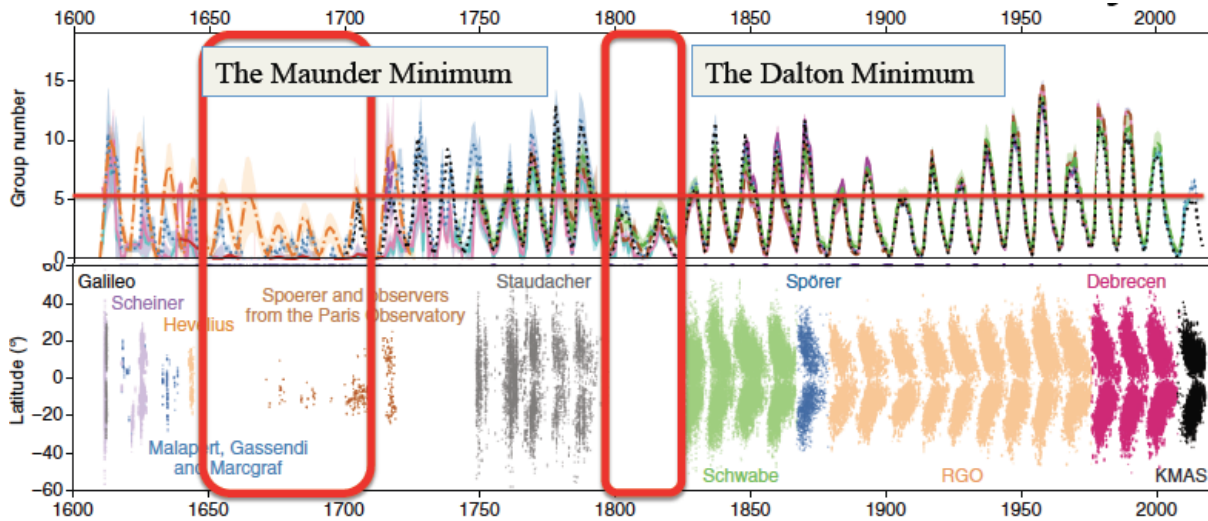 1600 1650 1700 1750 1800 1850 1900 1950 2000
The Maunder Minimum
The Dalton Minimum
Group number
15
10
5
0
60
40
20
0
−20
−40
−60
Latitude (°)
Galileo
Scheiner
Hevelius
Spoerer and observers
from the Paris Observatory
Staudacher
Spörer
Debrecen
Malapert, Gassendi
and Marcgraf
Schwabe
RGO
KMAS
1600 1650 1700 1750 1800 1850 1900 1950 2000